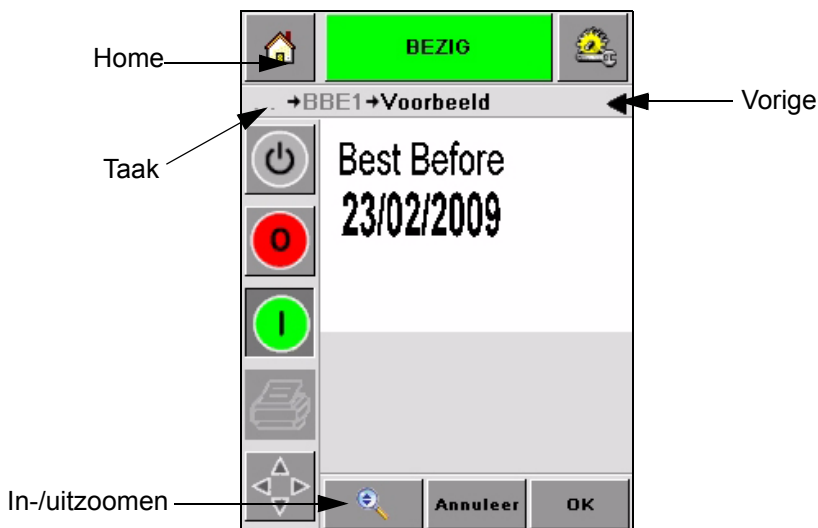 Home
BEZIG
... →BBE1→Voorbeeld
Vorige
Taak
Best Before
23/02/2009
O
I
In-/uitzoomen
Annuleer
OK